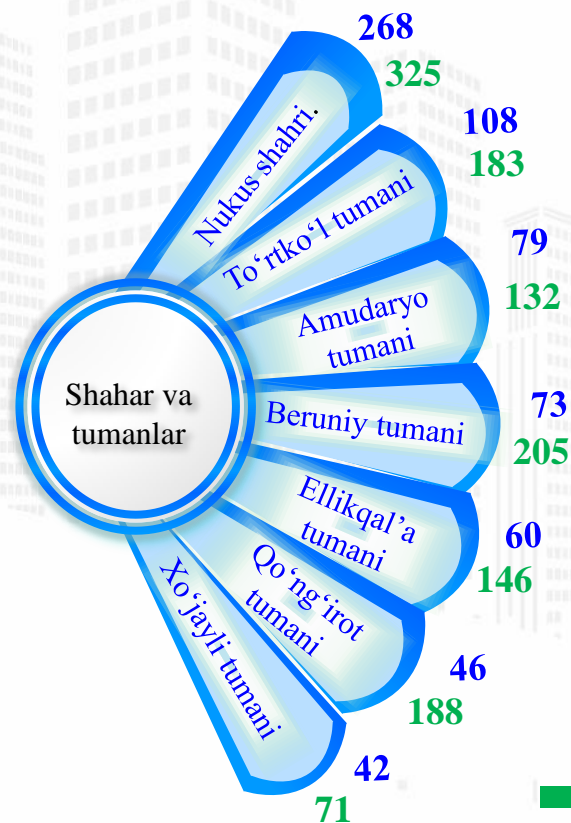 268
325
Nukus shahri.
108
183
To‘rtko‘l tumani
79
132
Amudaryo
tumani
Shahar va
tumanlar
73
205
Beruniy tumani
60
146
Ellikqal’a
tumani
46
188
Qo‘ng‘irot
tumani
42
71
Xo‘jayli tumani